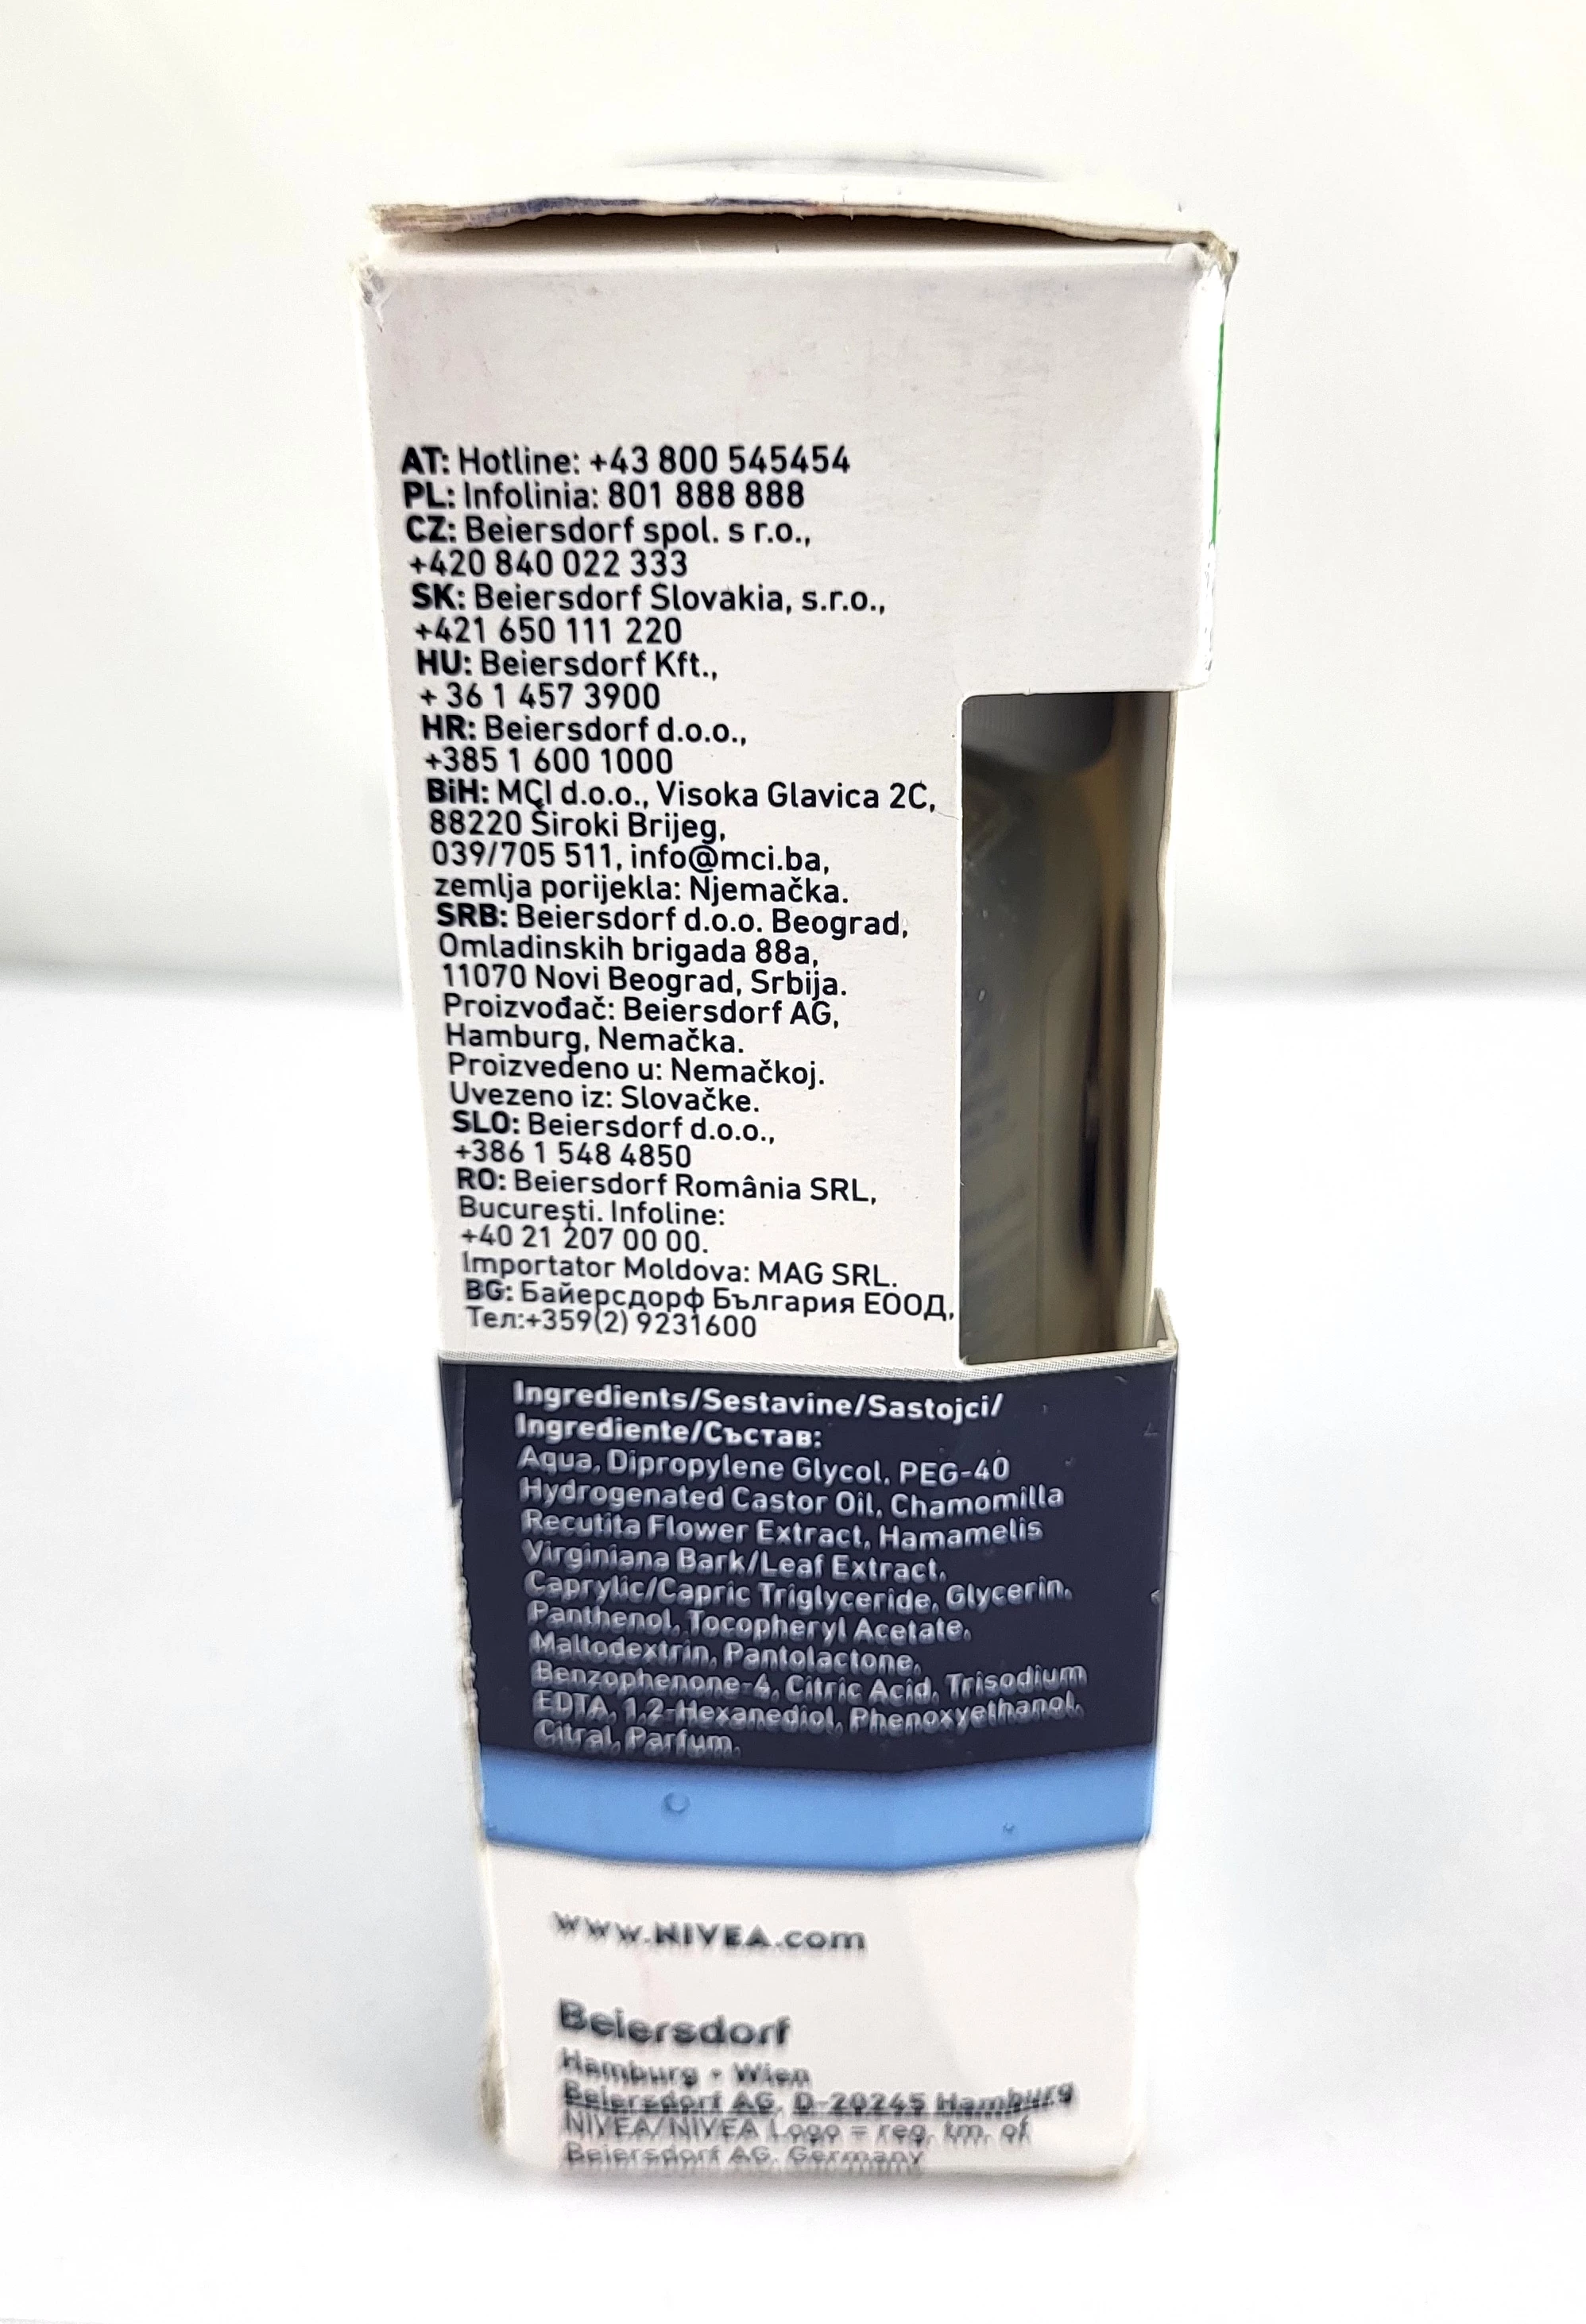 AT: Hotline: +43 800 545454
PL: Infolinia: 801 888 888
CZ: Beiersdorf spol. s r.o.,
+420 840 022 333
SK: Beiersdorf Slovakia, s.r.o.,
+421 650 111 220
HU: Beiersdorf Kft.,
+ 36 1 457 3900
HR: Beiersdorf d.o.o.,
+385 1 600 1000
BiH: MCI d.o.o., Visoka Glavica 2C,
88220 Široki Brijeg,
039/705 511, info@mci.ba,
zemlja porijekla: Njemačka.
SRB: Beiersdorf d.o.o. Beograd,
Omladinskih brigada 88a,
11070 Novi Beograd, Srbija.
Proizvođač: Beiersdorf AG,
Hamburg, Nemačka.
Proizvedeno u: Nemačkoj.
Uvezeno iz: Slovačke.
SLO: Beiersdorf d.o.o.,
+386 1 548 4850
RO: Beiersdorf România SRL,
Bucureşti. Infoline:
+40 21 207 00 00.
Importator Moldova: MAG SRL.
BG: Байерсдорф България ЕООД,
Тел:+359(2) 9231600
Ingredients/Sestavine/Sastojci/
Ingrediente/Състав:
Aqua, Dipropylene Glycol, PEG-40
Hydrogenated Castor Oil, Chamomilla
Recutita Flower Extract, Hamamelis
Virginiana Bark/Leaf Extract,
Caprylic/Capric Triglyceride, Glycerin,
Panthenol, Tocopheryl Acetate,
Maltodextrin, Pantolactone,
Benzophenone-4, Citric Acid, Trisodium
EDTA, 1,2-Hexanediol, Phenoxyethanol,
Citral, Parfum.
www.NIVEA.com
Beiersdorf
Hamburg • Wien
Beiersdorf AG, D-20245 Hamburg
NIVEA/NIVEA Logo = reg. tm. of
Beiersdorf AG, Germany